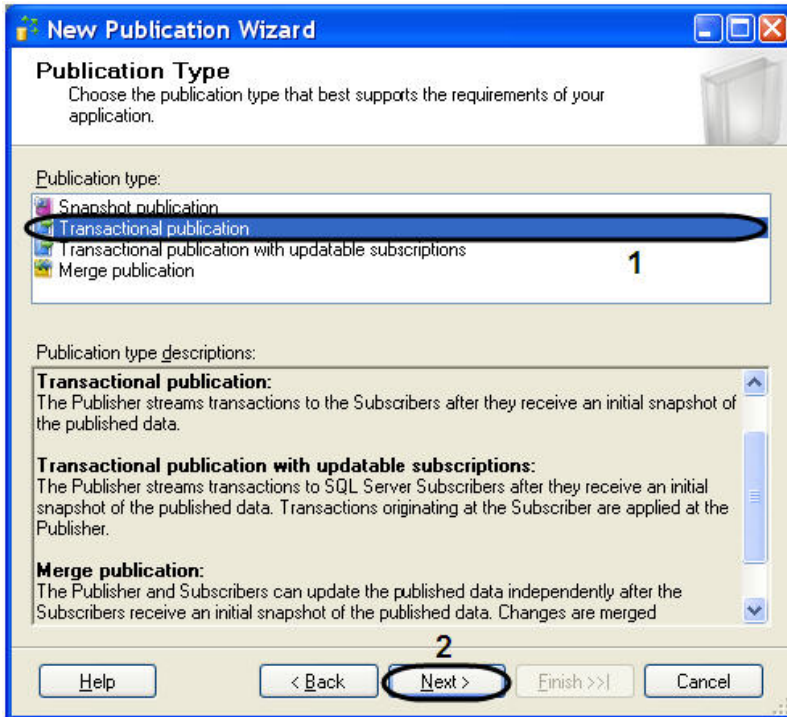 New Publication Wizard
Publication Type
Choose the publication type that best supports the requirements of your
application.
Publication type:
Snapshot publication
Transactional publication
Transactional publication with updatable subscriptions
1
Merge publication
Publication type descriptions:
Transactional publication:
The Publisher streams transactions to the Subscribers after they receive an initial snapshot of
the published data.
Transactional publication with updatable subscriptions:
The Publisher streams transactions to SQL Server Subscribers after they receive an initial
snapshot of the published data. Transactions originating at the Subscriber are applied at the
Publisher.
Merge publication:
The Publisher and Subscribers can update the published data independently after the
Subscribers receive an initial snapshot of the published data. Changes are merged
2
Help
< Back
Next >
Finish >>|
Cancel